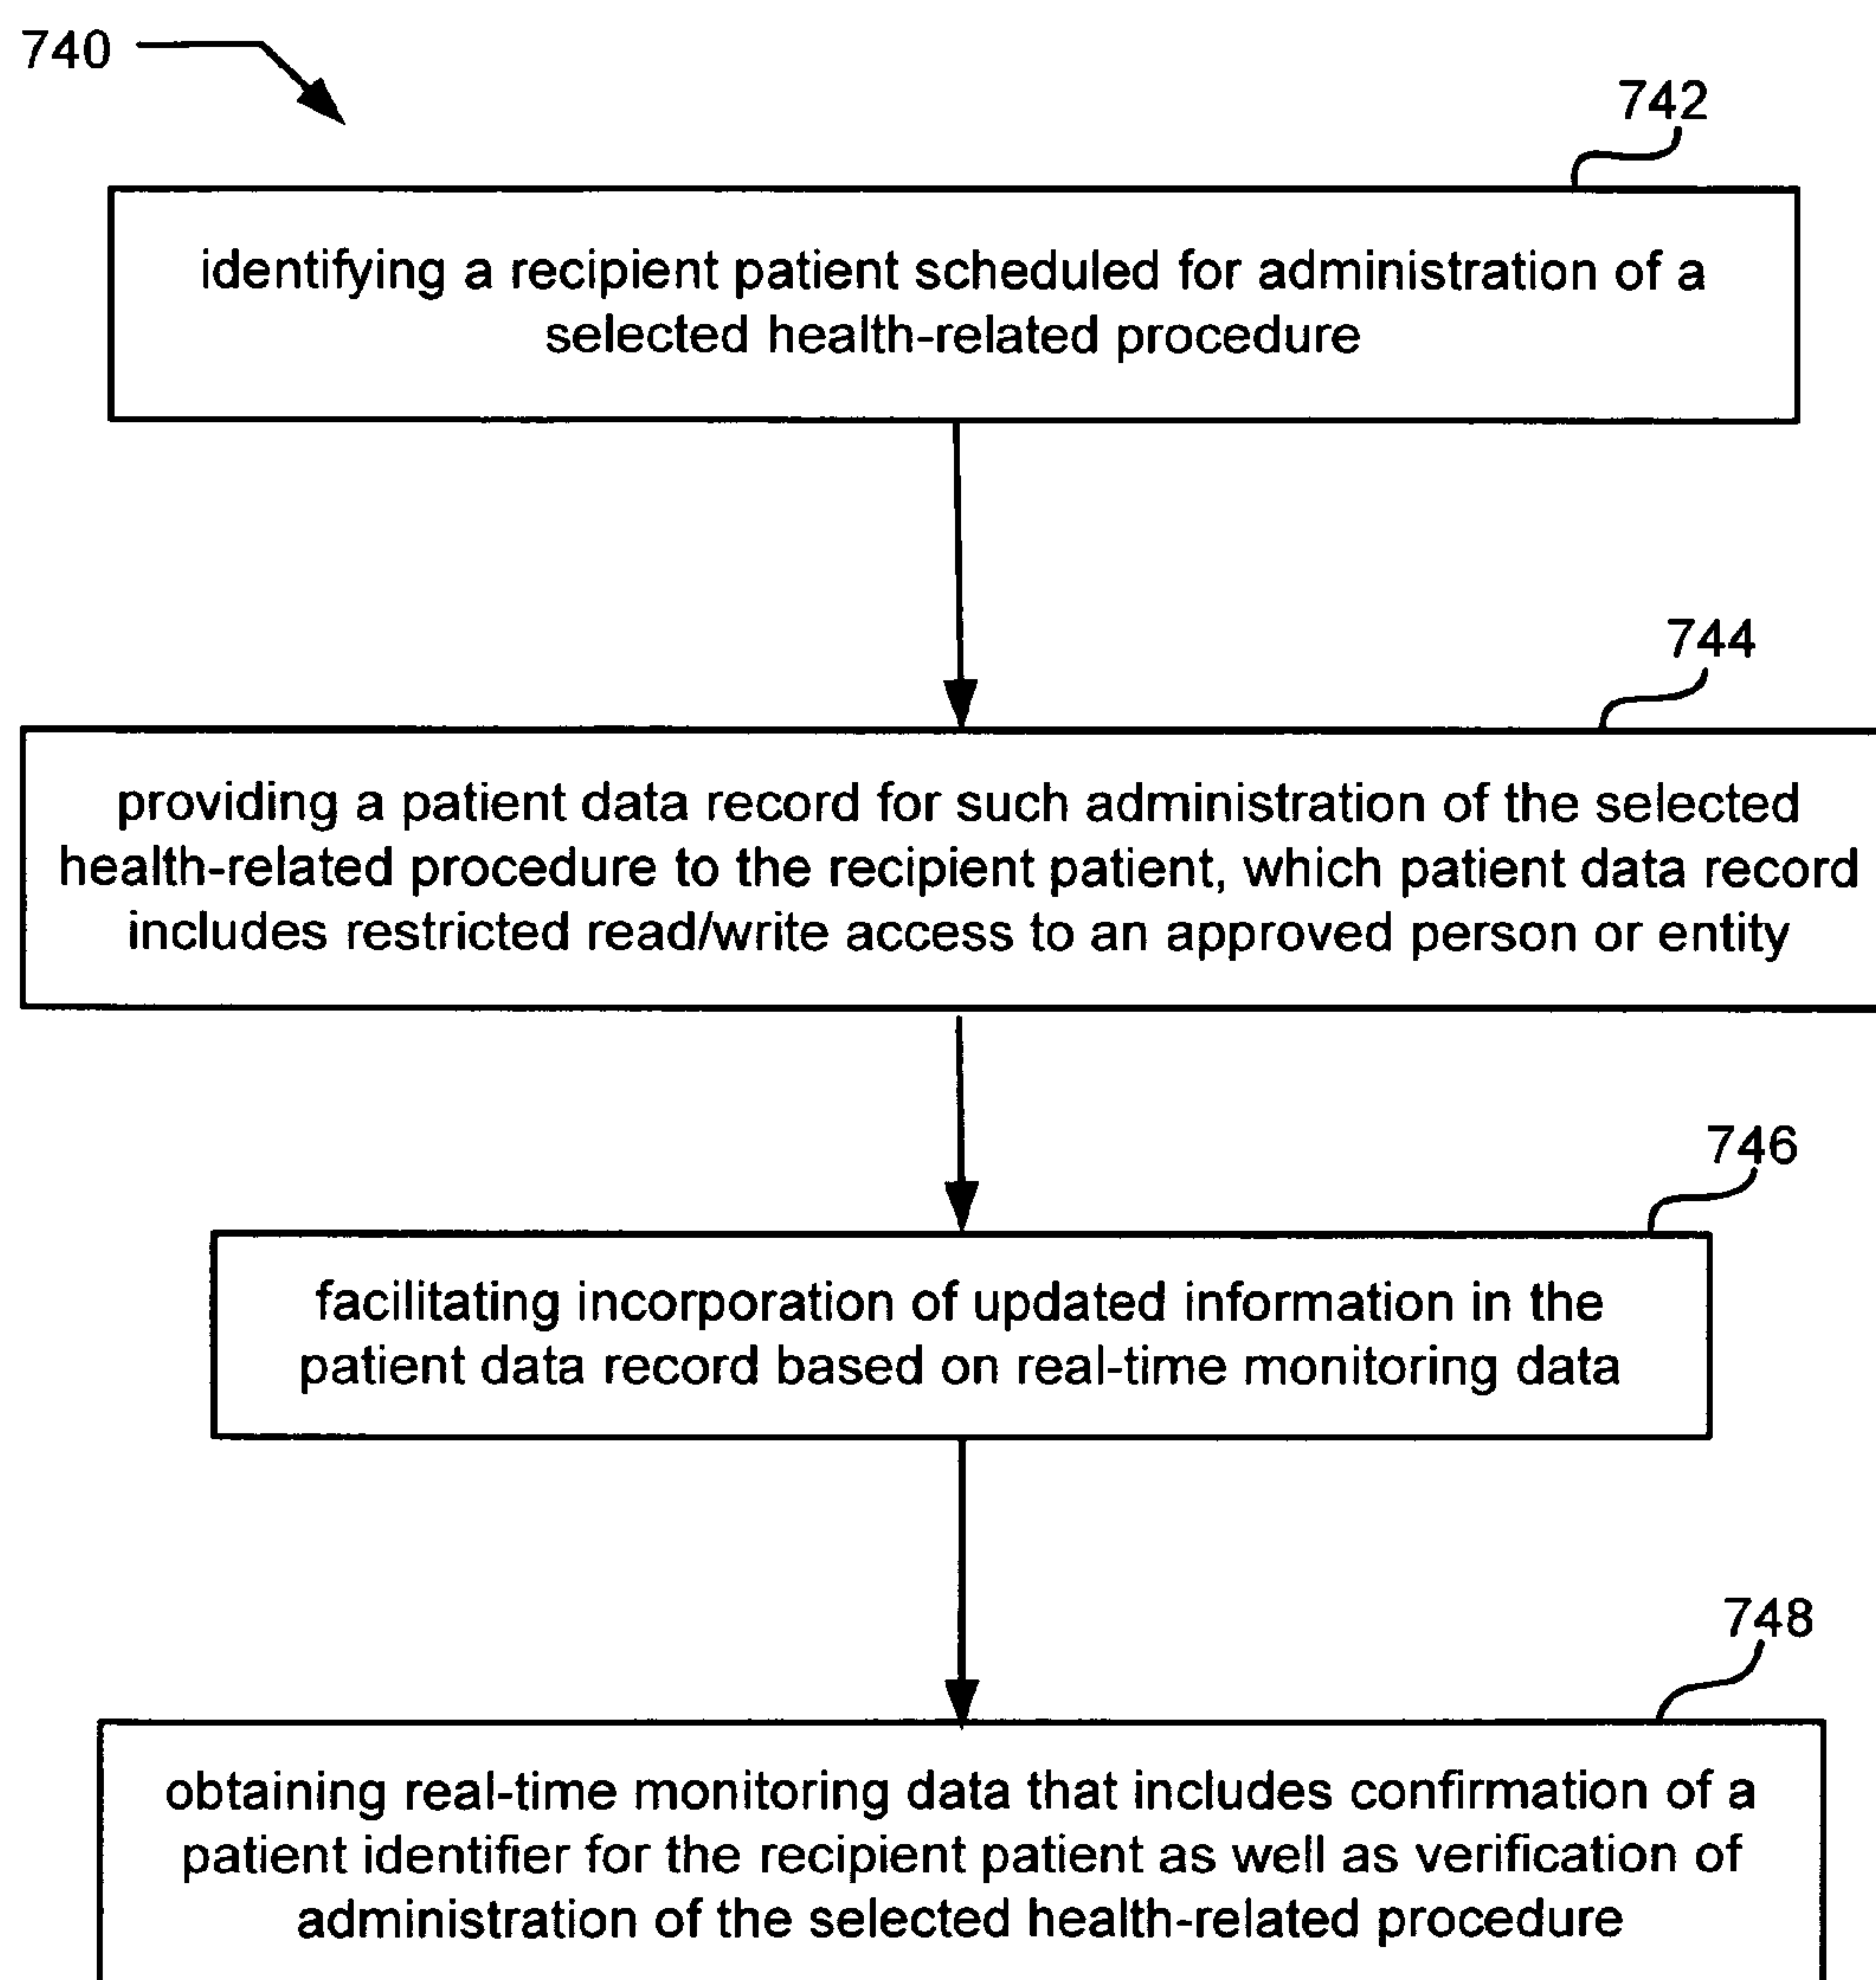 740
742
identifying a recipient patient scheduled for administration of a
selected health-related procedure
744
providing a patient data record for such administration of the selected
health-related procedure to the recipient patient, which patient data record
includes restricted read/write access to an approved person or entity
746
facilitating incorporation of updated information in the
patient data record based on real-time monitoring data
748
obtaining real-time monitoring data that includes confirmation of a
patient identifier for the recipient patient as well as verification of
administration of the selected health-related procedure